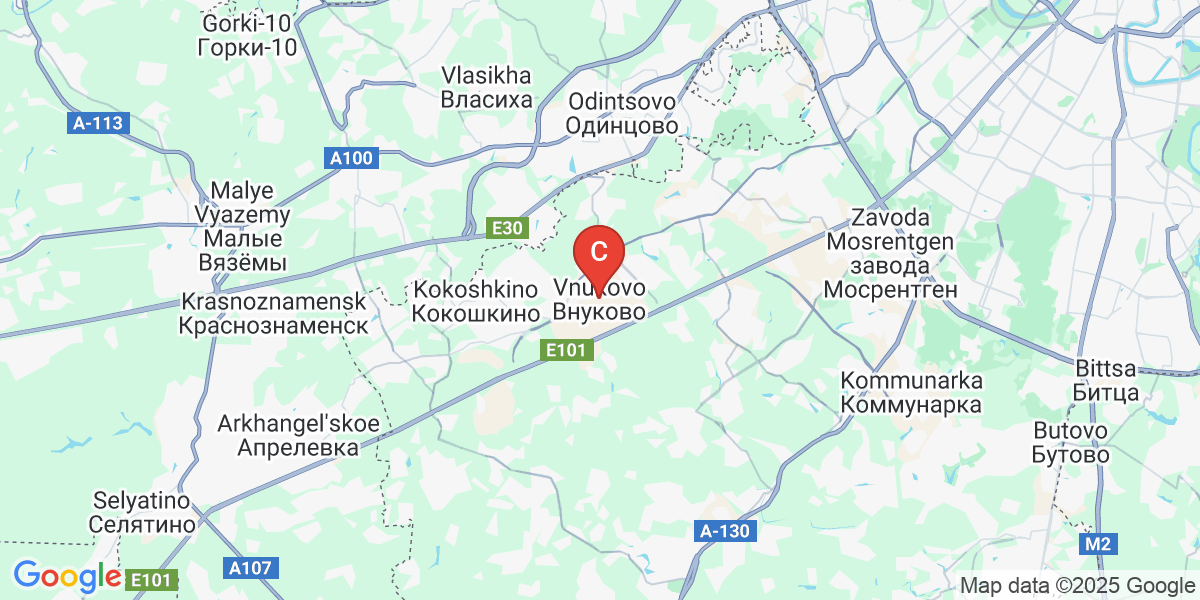 Gorki-10
Горки-10
Vlasikha
Власиха
Odintsovo
Одинцово
A-113
A100
Malye
Vyazemy
Малые
Вязёмы
E30
Zavoda
Mosrentgen
завода
Мосрентген
C
Kokoshkino
Кокошкино
Vnukovo
Внуково
Krasnoznamensk
Краснознаменск
E101
Kommunarka
Коммунарка
Bittsa
Битца
Arkhangel'skoe
Апрелевка
Butovo
Бутово
Selyatino
Селятино
A-130
M2
A107
Google
E101
Map data ©2025 Google